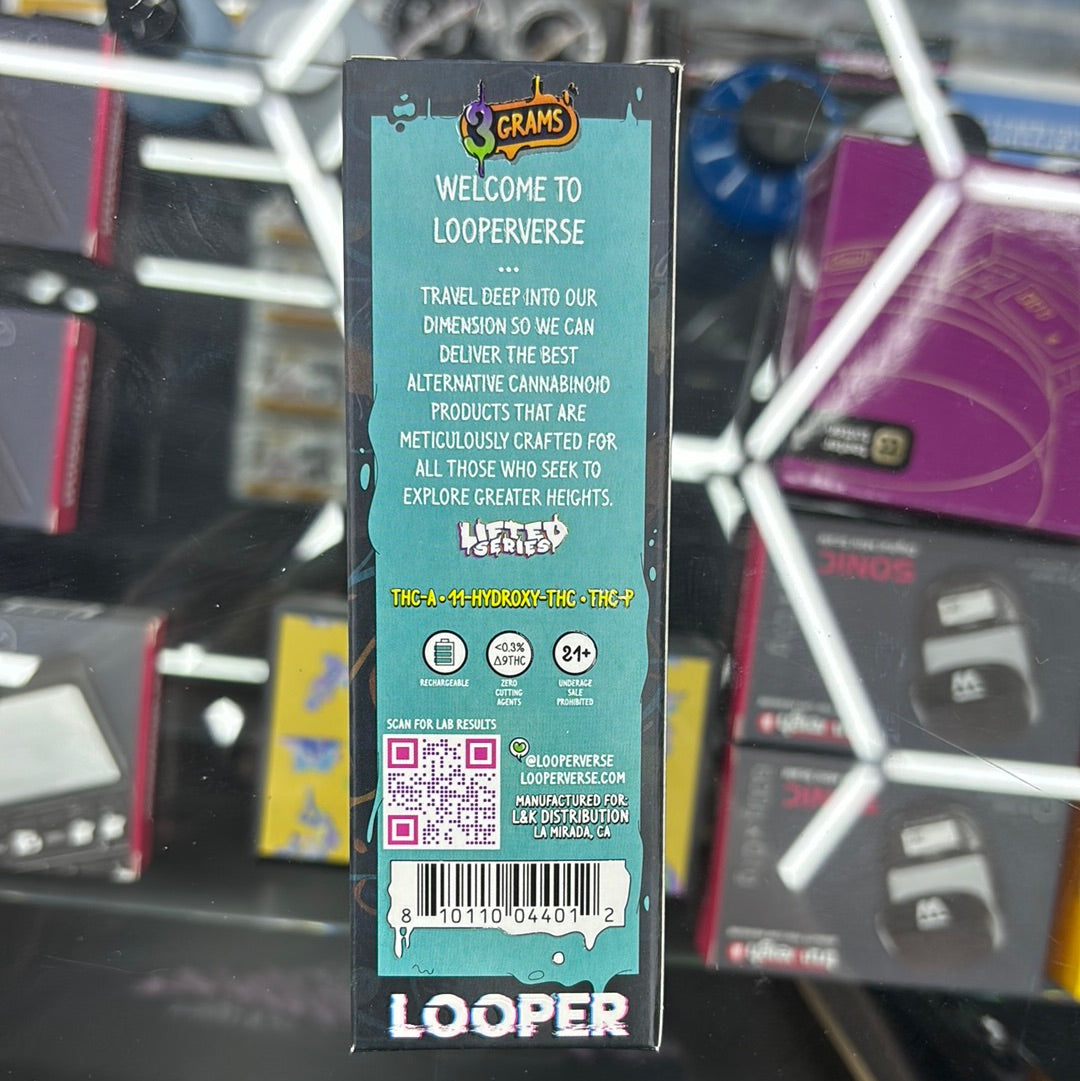 3 GRAMS
WELCOME TO
LOOPERVERSE
...
TRAVEL DEEP INTO OUR
DIMENSION SO WE CAN
DELIVER THE BEST
ALTERNATIVE CANNABINOID
PRODUCTS THAT ARE
METICULOUSLY CRAFTED FOR
ALL THOSE WHO SEEK TO
EXPLORE GREATER HEIGHTS.
LIFTED
SERIES
THC-A • 11-HYDROXY-THC • THC-P
<0.3%
Δ9THC
21+
RECHARGEABLE
ZERO
CUTTING
AGENTS
UNDERAGE
SALE
PROHIBITED
SCAN FOR LAB RESULTS
@LOOPERVERSE
LOOPERVERSE.COM
MANUFACTURED FOR:
L&K DISTRIBUTION
LA MIRADA, CA
8 10110 04401 2
LOOPER
SONIC
SONIC